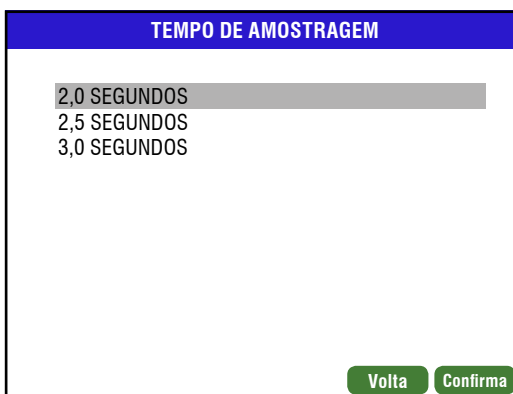 TEMPO DE AMOSTRAGEM
2,0 SEGUNDOS
2,5 SEGUNDOS
3,0 SEGUNDOS
Volta Confirma